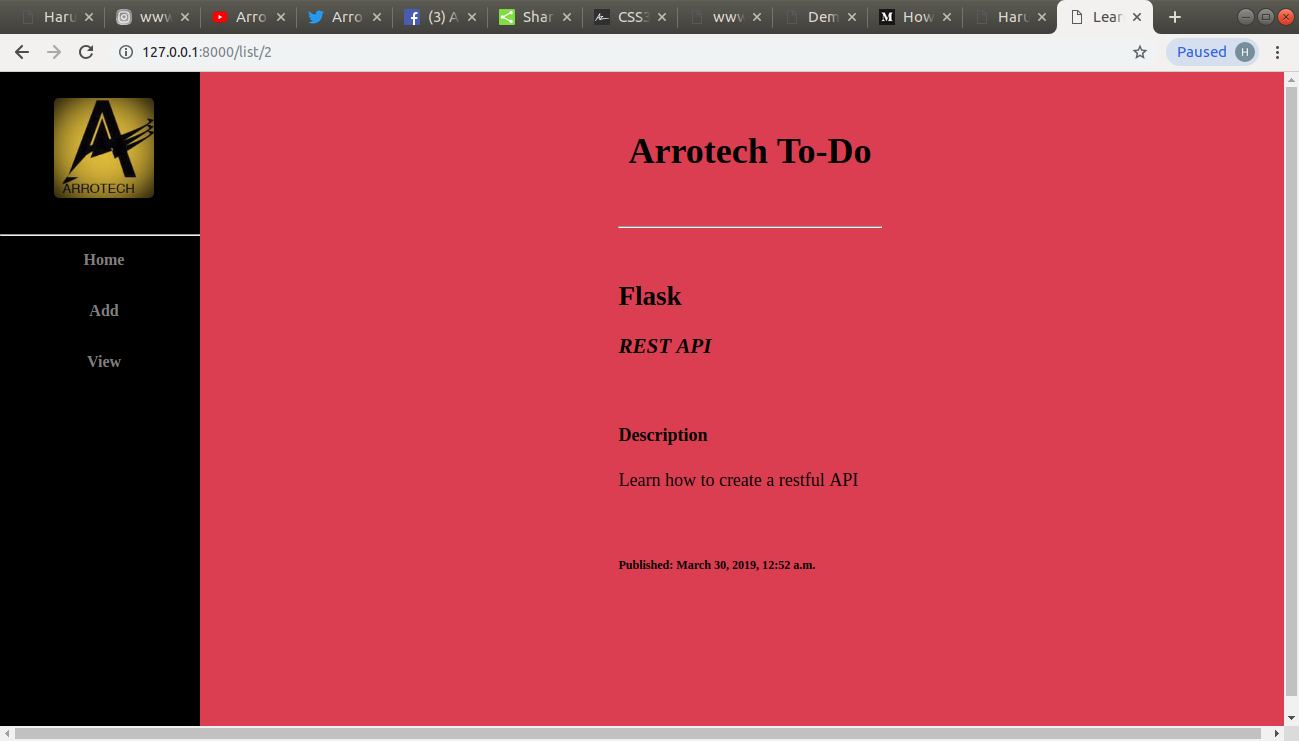 Haru
www
Arro
Arro
(3) A
Shar
CSS3
www
Dem
How
Haru
Lear
127.0.0.1:8000/list/2
Paused
H
ARROTECH
Home
Add
View
Arrotech To-Do
Flask
REST API
Description
Learn how to create a restful API
Published: March 30, 2019, 12:52 a.m.